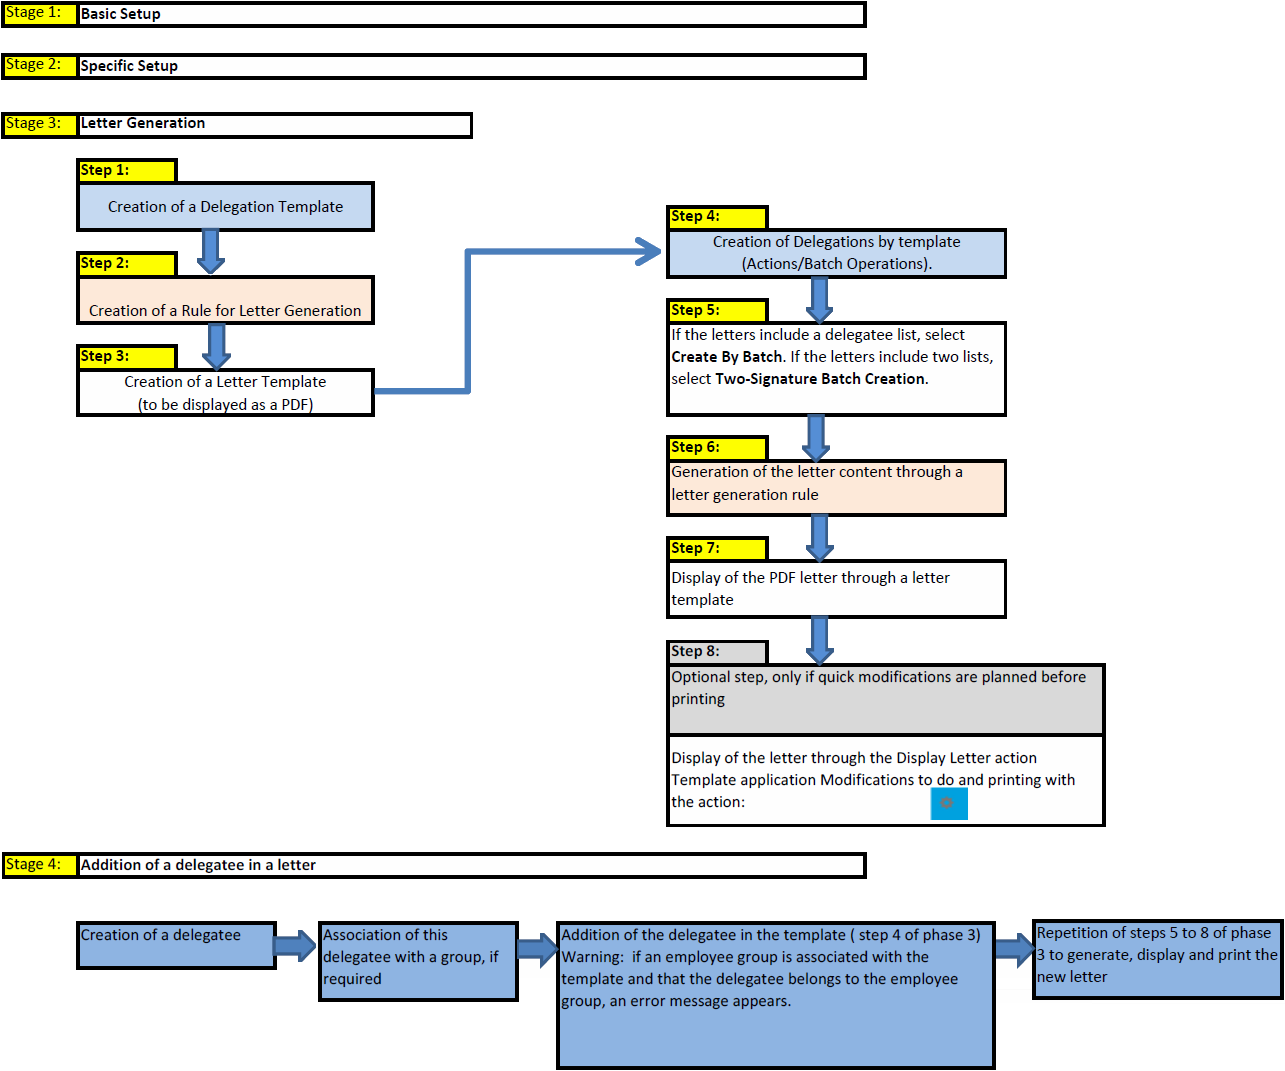 Stage 1:
Basic Setup
Stage 2:
Specific Setup
Stage 3:
Letter Generation
Step 1:
Creation of a Delegation Template
Step 2:
Creation of a Rule for Letter Generation
Step 3:
Creation of a Letter Template
(to be displayed as a PDF)
Step 4:
Creation of Delegations by template
(Actions/Batch Operations).
Step 5:
If the letters include a delegatee list, select
Create By Batch. If the letters include two lists,
select Two-Signature Batch Creation.
Step 6:
Generation of the letter content through a
letter generation rule
Step 7:
Display of the PDF letter through a letter
template
Step 8:
Optional step, only if quick modifications are planned before
printing
Display of the letter through the Display Letter action
Template application Modifications to do and printing with
the action:
Stage 4:
Addition of a delegatee in a letter
Creation of a delegatee
Association of this
delegatee with a group, if
required
Addition of the delegatee in the template ( step 4 of phase 3)
Warning:  if an employee group is associated with the
template and that the delegatee belongs to the employee
group, an error message appears.
Repetition of steps 5 to 8 of phase
3 to generate, display and print the
new letter